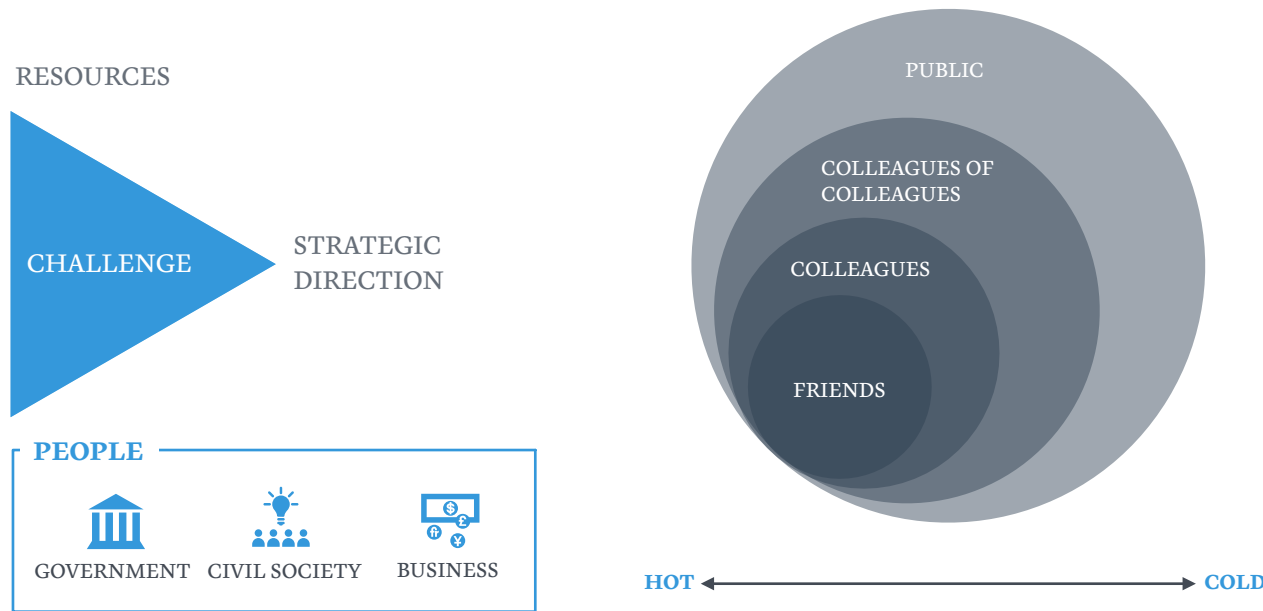 RESOURCES
CHALLENGE
STRATEGIC
DIRECTION
PEOPLE
$
£
¥
GOVERNMENT
CIVIL SOCIETY
BUSINESS
PUBLIC
COLLEAGUES OF
COLLEAGUES
COLLEAGUES
FRIENDS
HOT
COLD